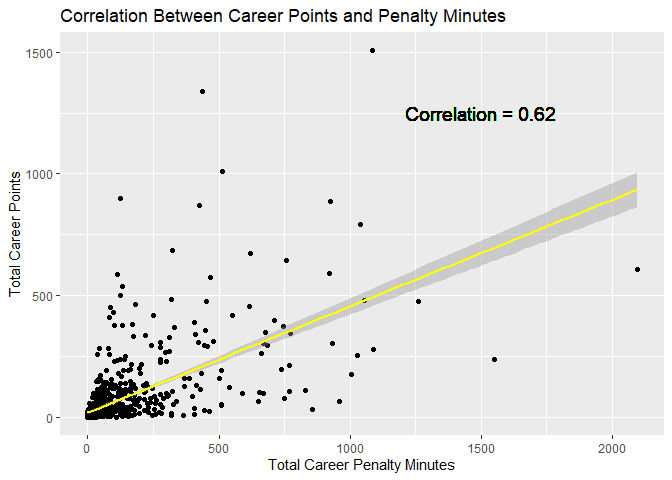 Correlation Between Career Points and Penalty Minutes
1500
Correlation = 0.62
1000
Total Career Points
500
0
0 500 1000 1500 2000
Total Career Penalty Minutes